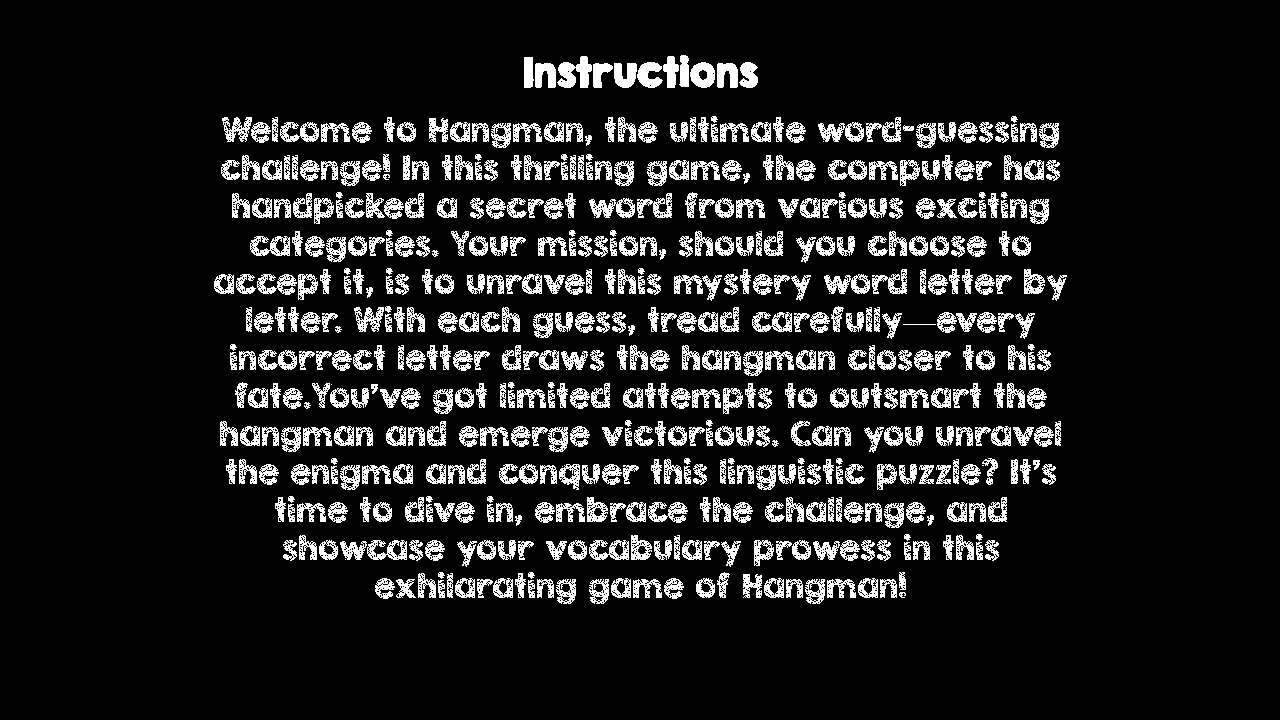 Instructions
Welcome to Hangman, the ultimate word-guessing
challenge! In this thrilling game, the computer has
handpicked a secret word from various exciting
categories. Your mission, should you choose to
accept it, is to unravel this mystery word letter by
letter. With each guess, tread carefully—every
incorrect letter draws the hangman closer to his
fate.You've got limited attempts to outsmart the
hangman and emerge victorious. Can you unravel
the enigma and conquer this linguistic puzzle? It's
time to dive in, embrace the challenge, and
showcase your vocabulary prowess in this
exhilarating game of Hangman!